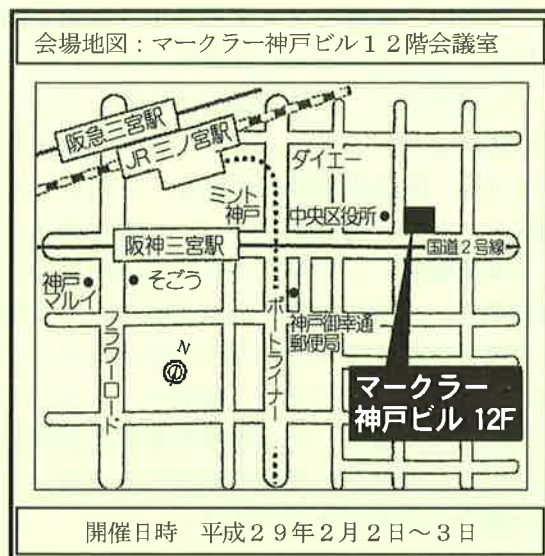 会場地図：マークラー神戸ビル１２階会議室
阪急三宮駅
JR三ノ宮駅
ダイエー
ミント
神戸
中央区役所
阪神三宮駅
国道2号線
神戸
マルイ
そごう
神戸御幸通
郵便局
フラワーロード
ポートライナー
N
マークラー
神戸ビル 12F
開催日時　平成２９年２月２日～３日